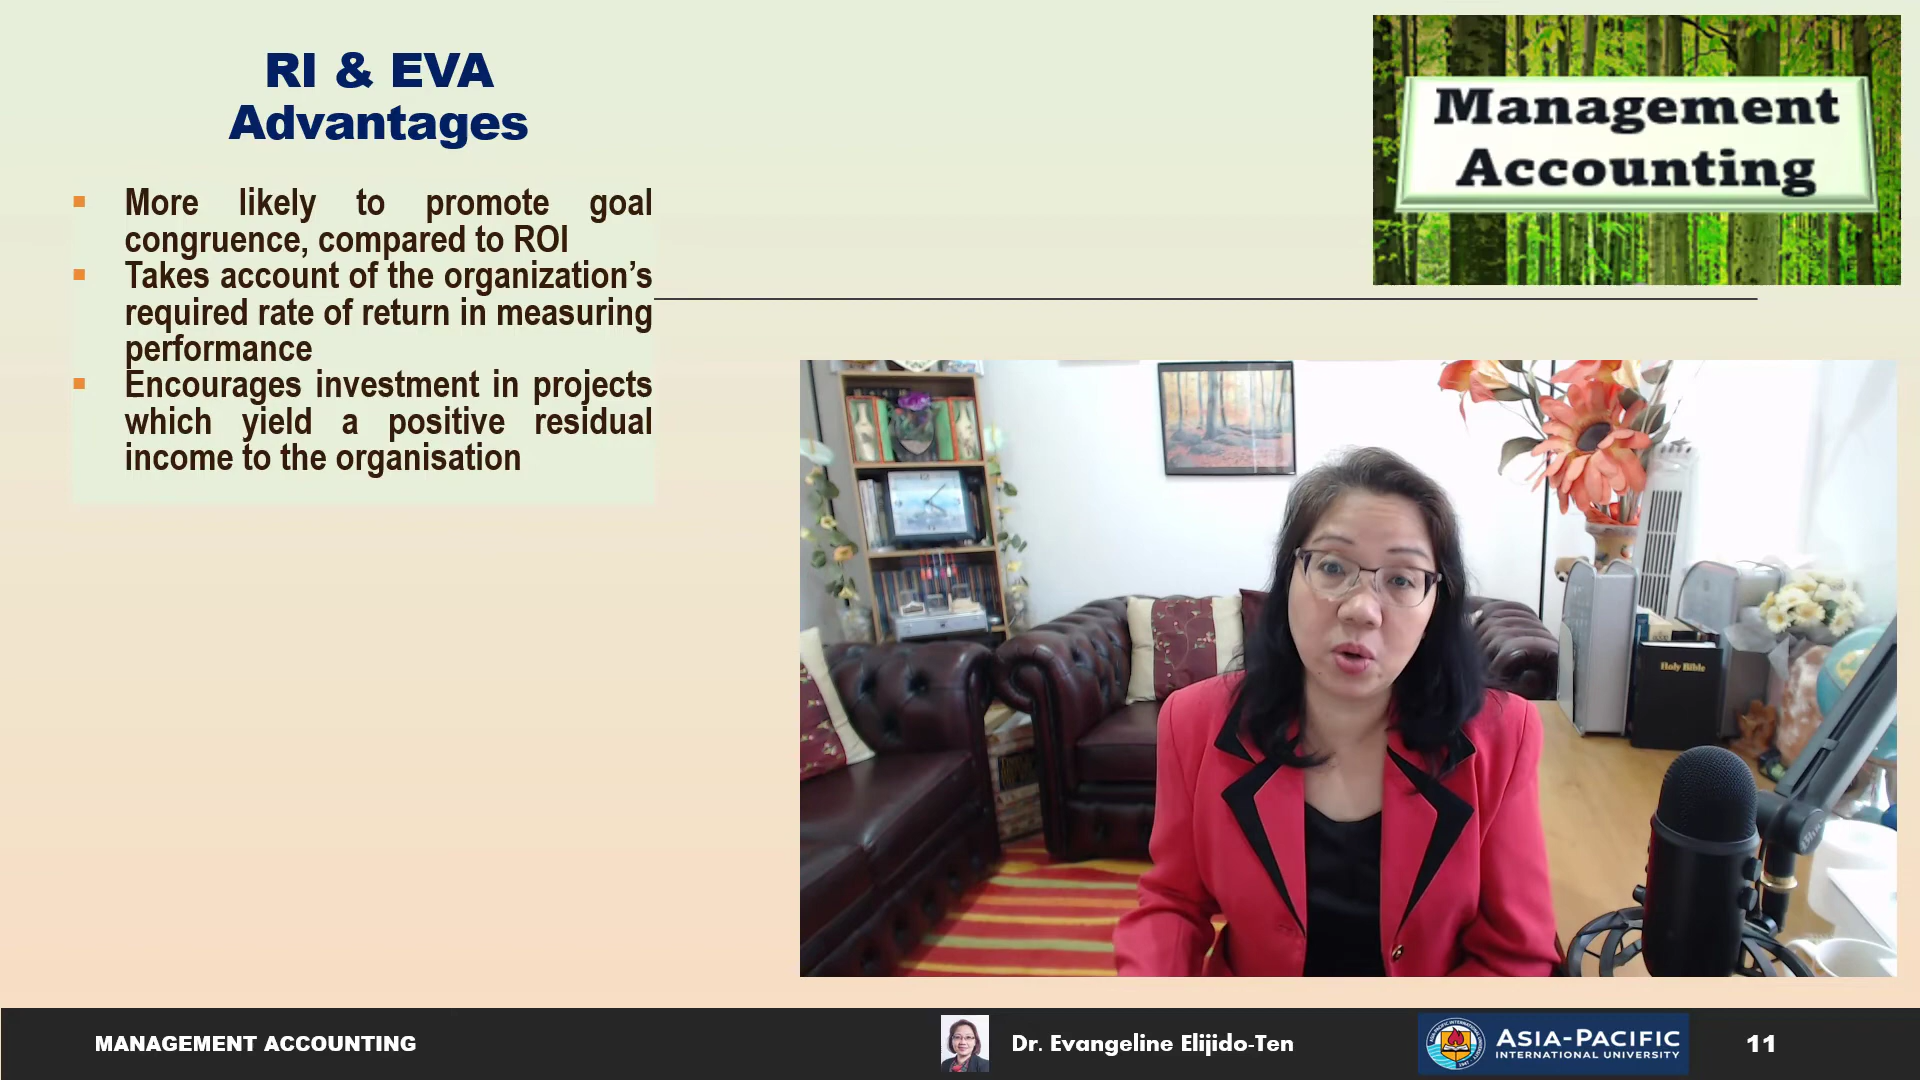 RI & EVA
Advantages
More likely to promote goal
congruence, compared to ROI
Takes account of the organization’s
required rate of return in measuring
performance
Encourages investment in projects
which yield a positive residual
income to the organisation
Management
Accounting
Holy Bible
MANAGEMENT ACCOUNTING
Dr. Evangeline Elijido-Ten
ASIA-PACIFIC
INTERNATIONAL UNIVERSITY
11